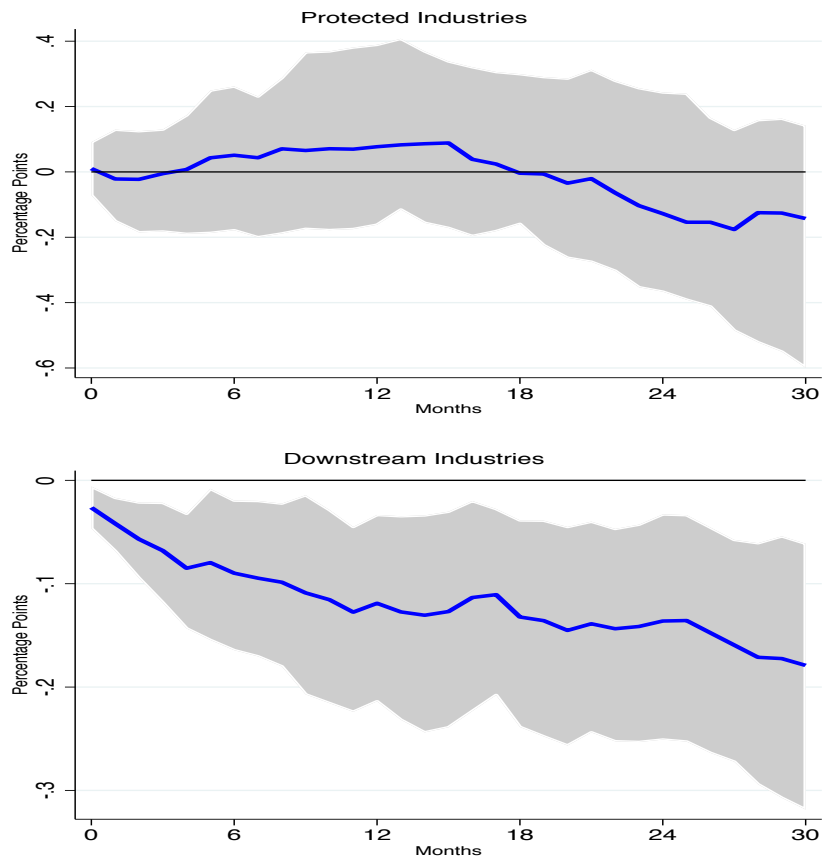 Protected Industries
Percentage Points
.4
.2
0
-.2
-.4
-.6
0 6 12 18 24 30
Months
Downstream Industries
Percentage Points
0
-.1
-.2
-.3
0 6 12 18 24 30
Months